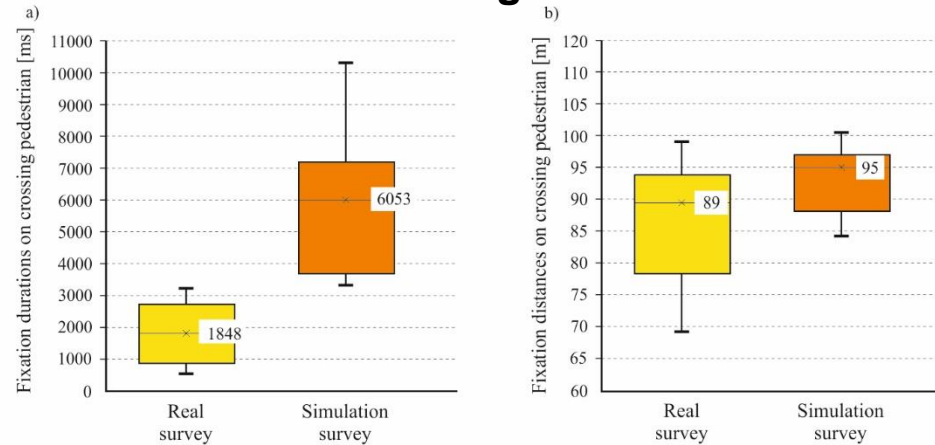 a)
Fixation durations on crossing pedestrian [ms]
11000
10000
9000
8000
7000
6000
5000
4000
3000
2000
1000
0
1848
6053
Real
survey
Simulation
survey
b)
Fixation distances on crossing pedestrian [m]
120
110
105
100
95
90
85
80
75
70
65
60
89
95
Real
survey
Simulation
survey